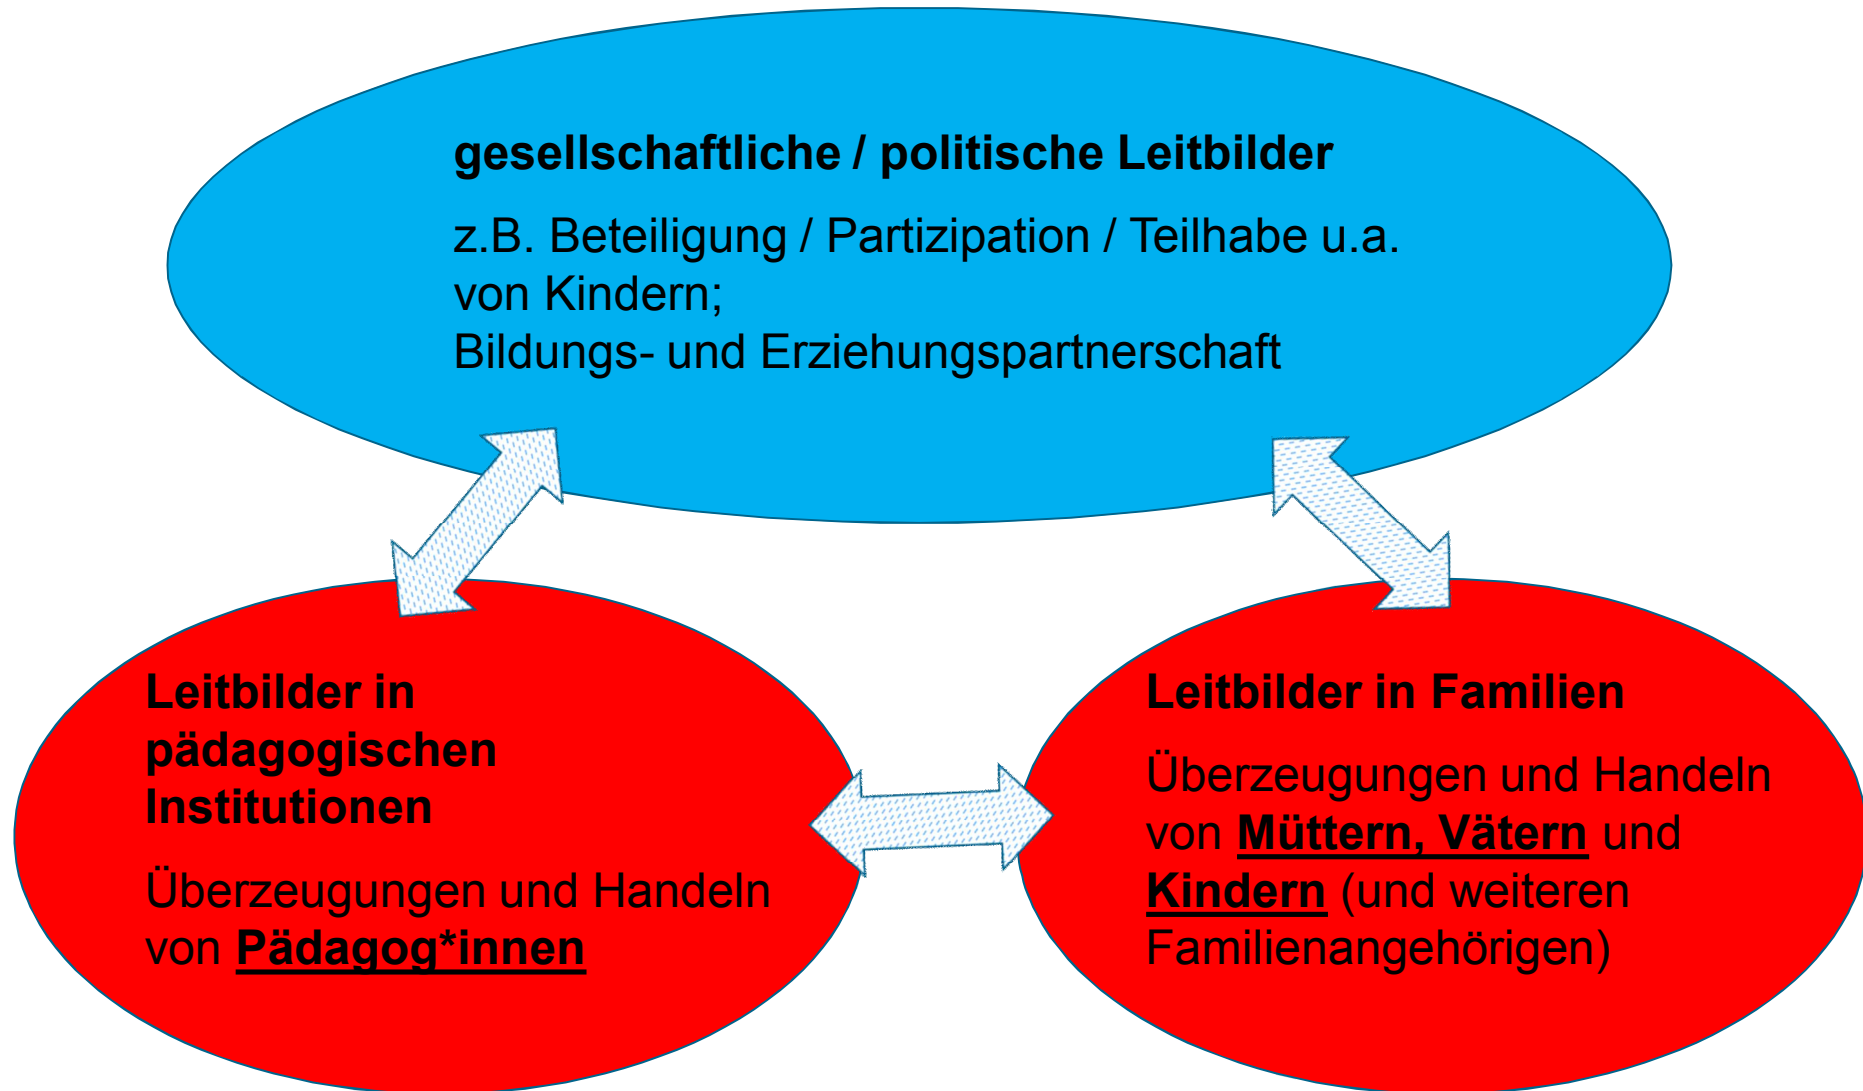 gesellschaftliche / politische Leitbilder
z.B. Beteiligung / Partizipation / Teilhabe u.a.
von Kindern;
Bildungs- und Erziehungspartnerschaft
Leitbilder in
pädagogischen
Institutionen
Überzeugungen und Handeln
von Pädagog*innen
Leitbilder in Familien
Überzeugungen und Handeln
von Müttern, Vätern und
Kindern (und weiteren
Familienangehörigen)